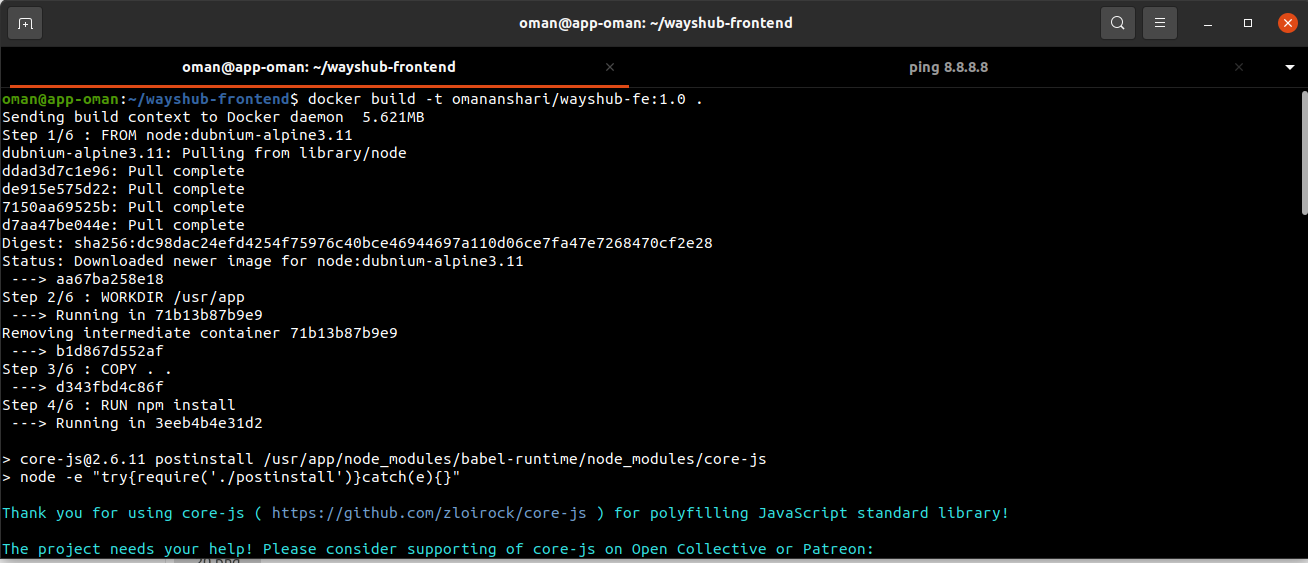 oman@app-oman: ~/wayshub-frontend
oman@app-oman: ~/wayshub-frontend
ping 8.8.8.8
oman@app-oman:~/wayshub-frontend$ docker build -t omananshari/wayshub-fe:1.0 .
Sending build context to Docker daemon  5.621MB
Step 1/6 : FROM node:dubnium-alpine3.11
dubnium-alpine3.11: Pulling from library/node
ddad3d7c1e96: Pull complete
de915e575d22: Pull complete
7150aa69525b: Pull complete
d7aa47be044e: Pull complete
Digest: sha256:dc98dac24efd4254f75976c40bce46944697a110d06ce7fa47e7268470cf2e28
Status: Downloaded newer image for node:dubnium-alpine3.11
 ---> aa67ba258e18
Step 2/6 : WORKDIR /usr/app
 ---> Running in 71b13b87b9e9
Removing intermediate container 71b13b87b9e9
 ---> b1d867d552af
Step 3/6 : COPY . .
 ---> d343fbd4c86f
Step 4/6 : RUN npm install
 ---> Running in 3eeb4b4e31d2
> core-js@2.6.11 postinstall /usr/app/node_modules/babel-runtime/node_modules/core-js
> node -e "try{require('./postinstall')}catch(e){}"
Thank you for using core-js ( https://github.com/zloirock/core-js ) for polyfilling JavaScript standard library!
The project needs your help! Please consider supporting of core-js on Open Collective or Patreon: